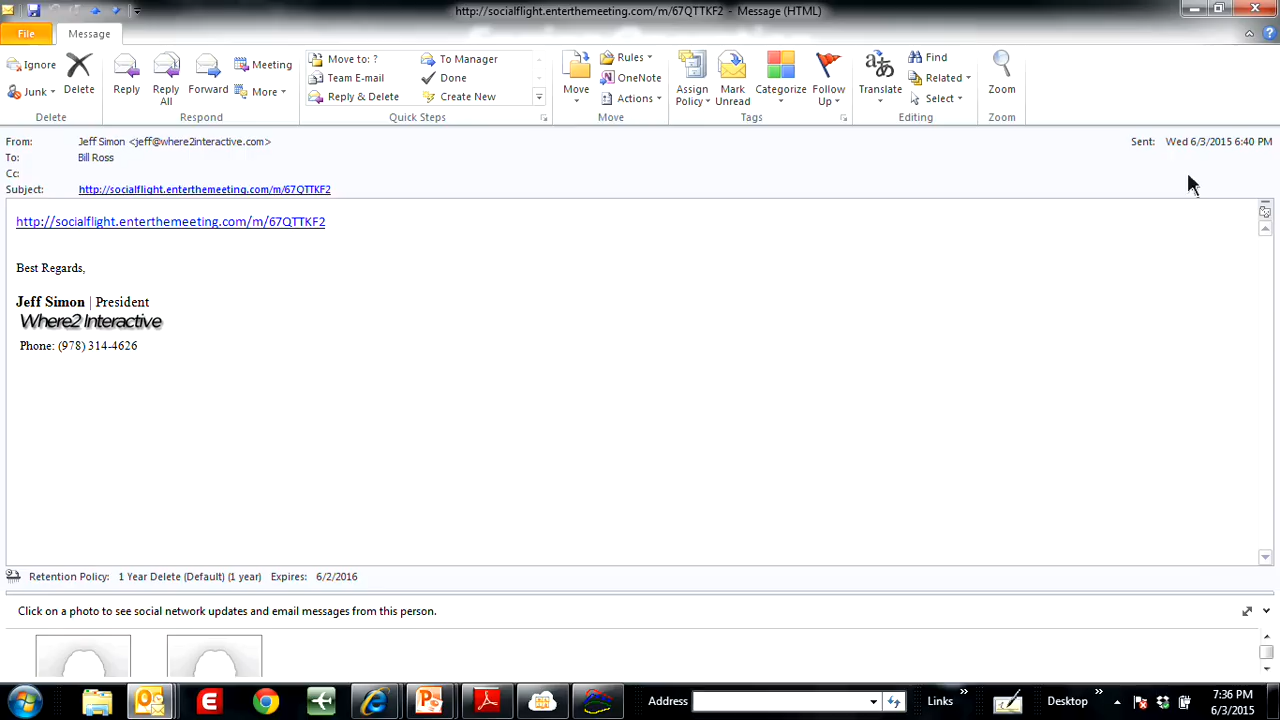 http://socialflight.enterthemeeting.com/m/67QTTKF2 - Message (HTML)
File Message
Ignore Junk Delete
Delete
Reply Reply All Forward Meeting More
Respond
Move to: ? To Manager
Team E-mail Done
Reply & Delete Create New
Quick Steps
Move Rules OneNote Actions
Move
Assign Policy Mark Unread Categorize Follow Up
Tags
Translate Find Related Select
Editing
Zoom
Zoom
From: Jeff Simon <jeff@where2interactive.com> Sent: Wed 6/3/2015 6:40 PM
To: Bill Ross
Cc:
Subject: http://socialflight.enterthemeeting.com/m/67QTTKF2
http://socialflight.enterthemeeting.com/m/67QTTKF2
Best Regards,
Jeff Simon | President
Where2 Interactive
Phone: (978) 314-4626
Retention Policy: 1 Year Delete (Default) (1 year) Expires: 6/2/2016
Click on a photo to see social network updates and email messages from this person.
Address Links » Desktop » 7:36 PM
6/3/2015